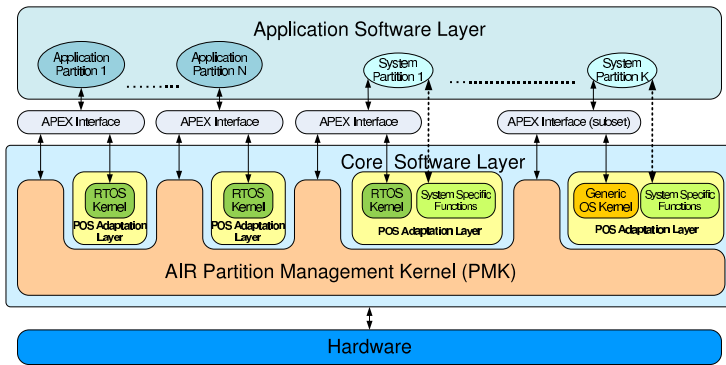 Application Software Layer
Application
Partition 1
Application
Partition N
System
Partition 1
System
Partition K
APEX Interface
APEX Interface
APEX Interface
APEX Interface (subset)
Core Software Layer
RTOS
Kernel
POS Adaptation
Layer
RTOS
Kernel
POS Adaptation
Layer
RTOS
Kernel
System Specific
Functions
POS Adaptation Layer
Generic
OS Kernel
System Specific
Functions
POS Adaptation Layer
AIR Partition Management Kernel (PMK)
Hardware